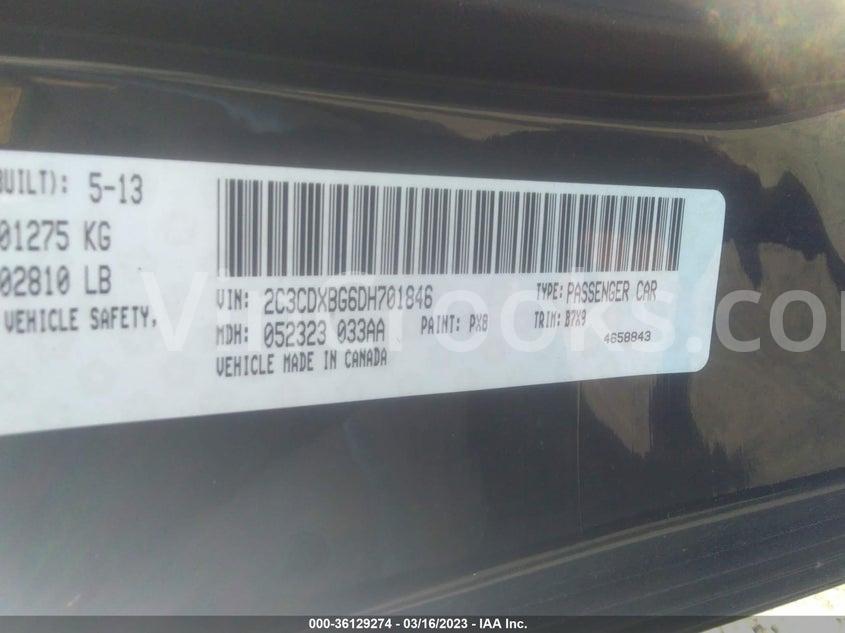 BUILT): 5-13
01275 KG
02810 LB
VEHICLE SAFETY,
VIN: 2C3CDXBG6DH701846
TYPE: PASSENGER CAR
MDH: 052323 033AA
PAINT: PX8
TRIM: B7X9
4658843
VEHICLE MADE IN CANADA
000-36129274 - 03/16/2023 - IAA Inc.